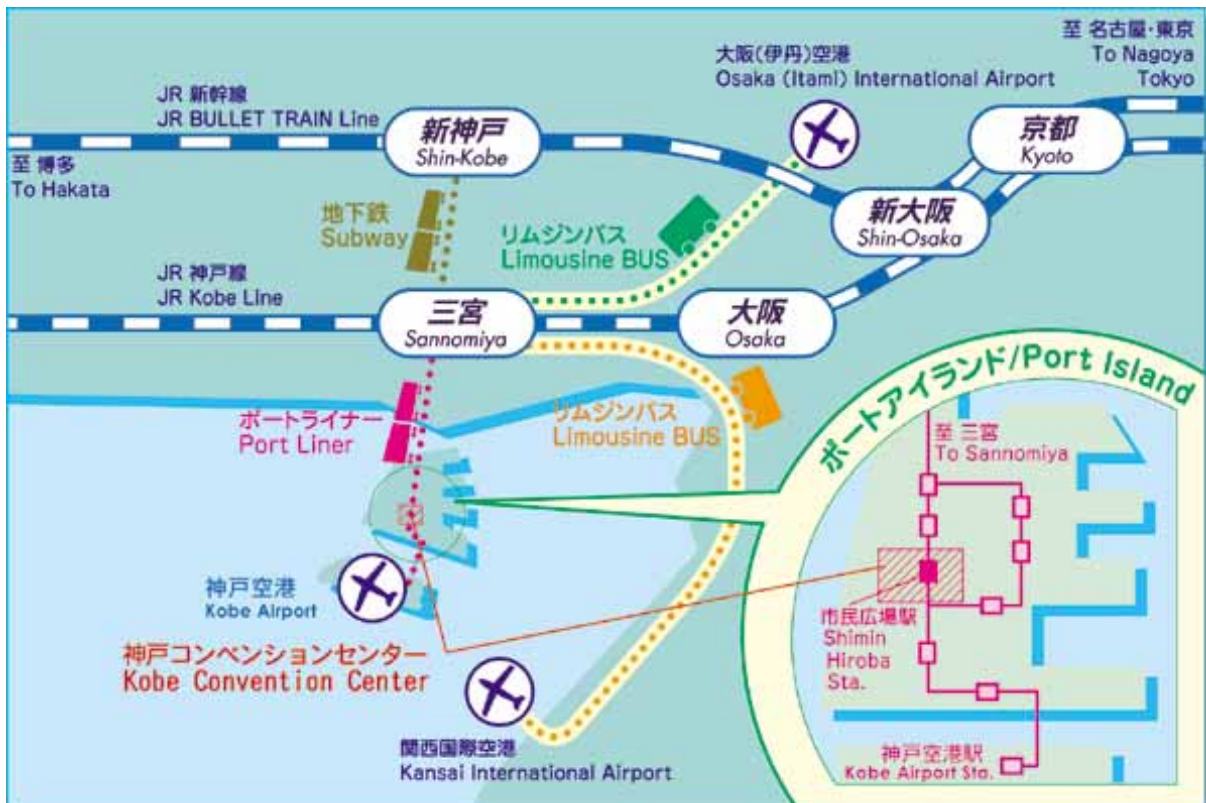 至 名古屋・東京
To Nagoya
Tokyo
大阪(伊丹)空港
Osaka (Itami) International Airport
JR 新幹線
JR BULLET TRAIN Line
新神戸
Shin-Kobe
京都
Kyoto
至 博多
To Hakata
地下鉄
Subway
リムジンバス
Limousine BUS
新大阪
Shin-Osaka
JR 神戸線
JR Kobe Line
三宮
Sannomiya
大阪
Osaka
ポートライナー
Port Liner
リムジンバス
Limousine BUS
ポートアイランド/Port Island
至 三宮
To Sannomiya
神戸空港
Kobe Airport
神戸コンベンションセンター
Kobe Convention Center
市民広場駅
Shimin
Hiroba
Sta.
関西国際空港
Kansai International Airport
神戸空港駅
Kobe Airport Sta.